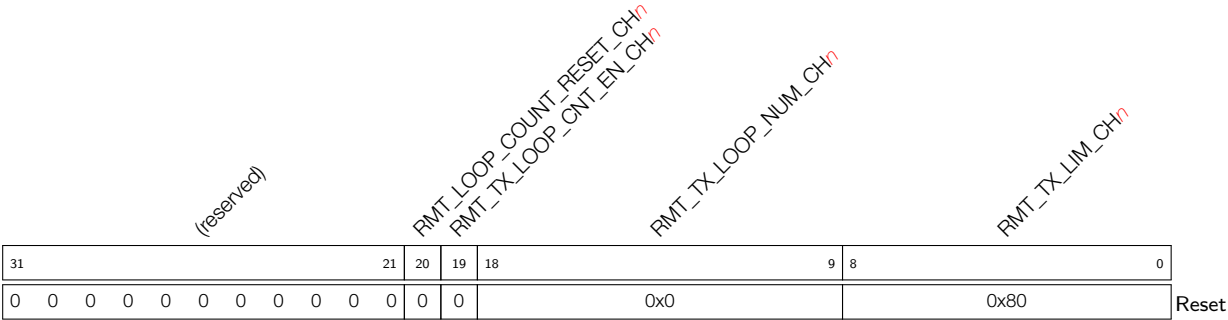 (reserved)
RMT_LOOP_COUNT_RESET_CHn
RMT_TX_LOOP_CNT_EN_CHn
RMT_TX_LOOP_NUM_CHn
RMT_TX_LIM_CHn
31 21 20 19 18 9 8 0
0 0 0 0 0 0 0 0 0 0 0 0 0 0x0 0x80 Reset